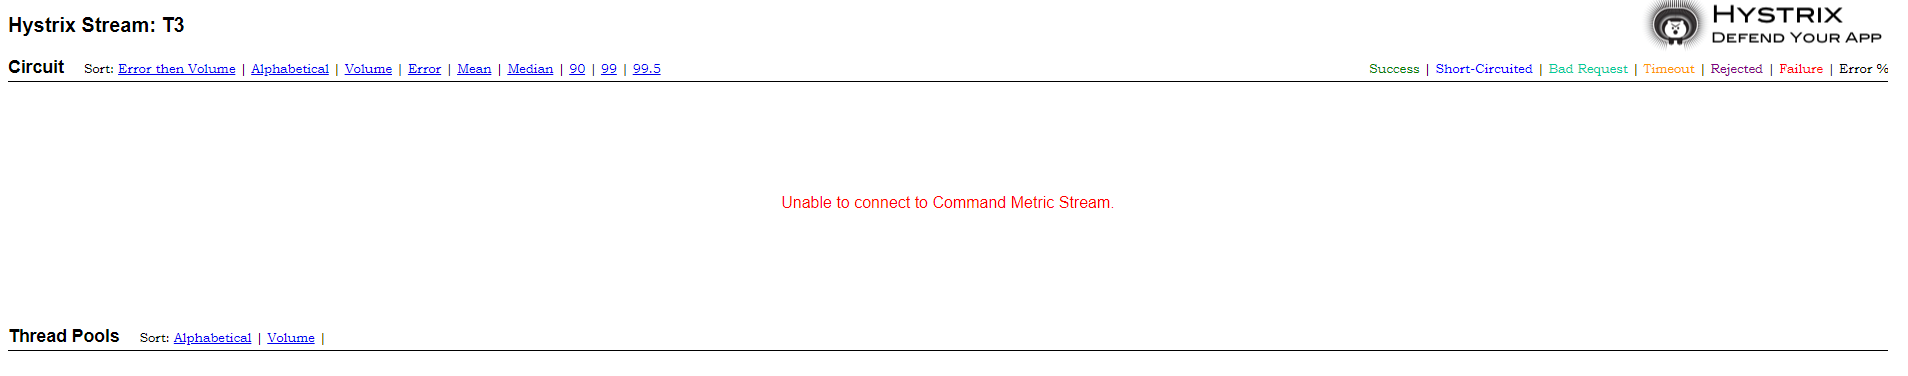 Hystrix Stream: T3
HYSTRIX
DEFEND YOUR APP
Circuit Sort: Error then Volume | Alphabetical | Volume | Error | Mean | Median | 90 | 99 | 99.5
Success | Short-Circuited | Bad Request | Timeout | Rejected | Failure | Error %
Unable to connect to Command Metric Stream.
Thread Pools Sort: Alphabetical | Volume |